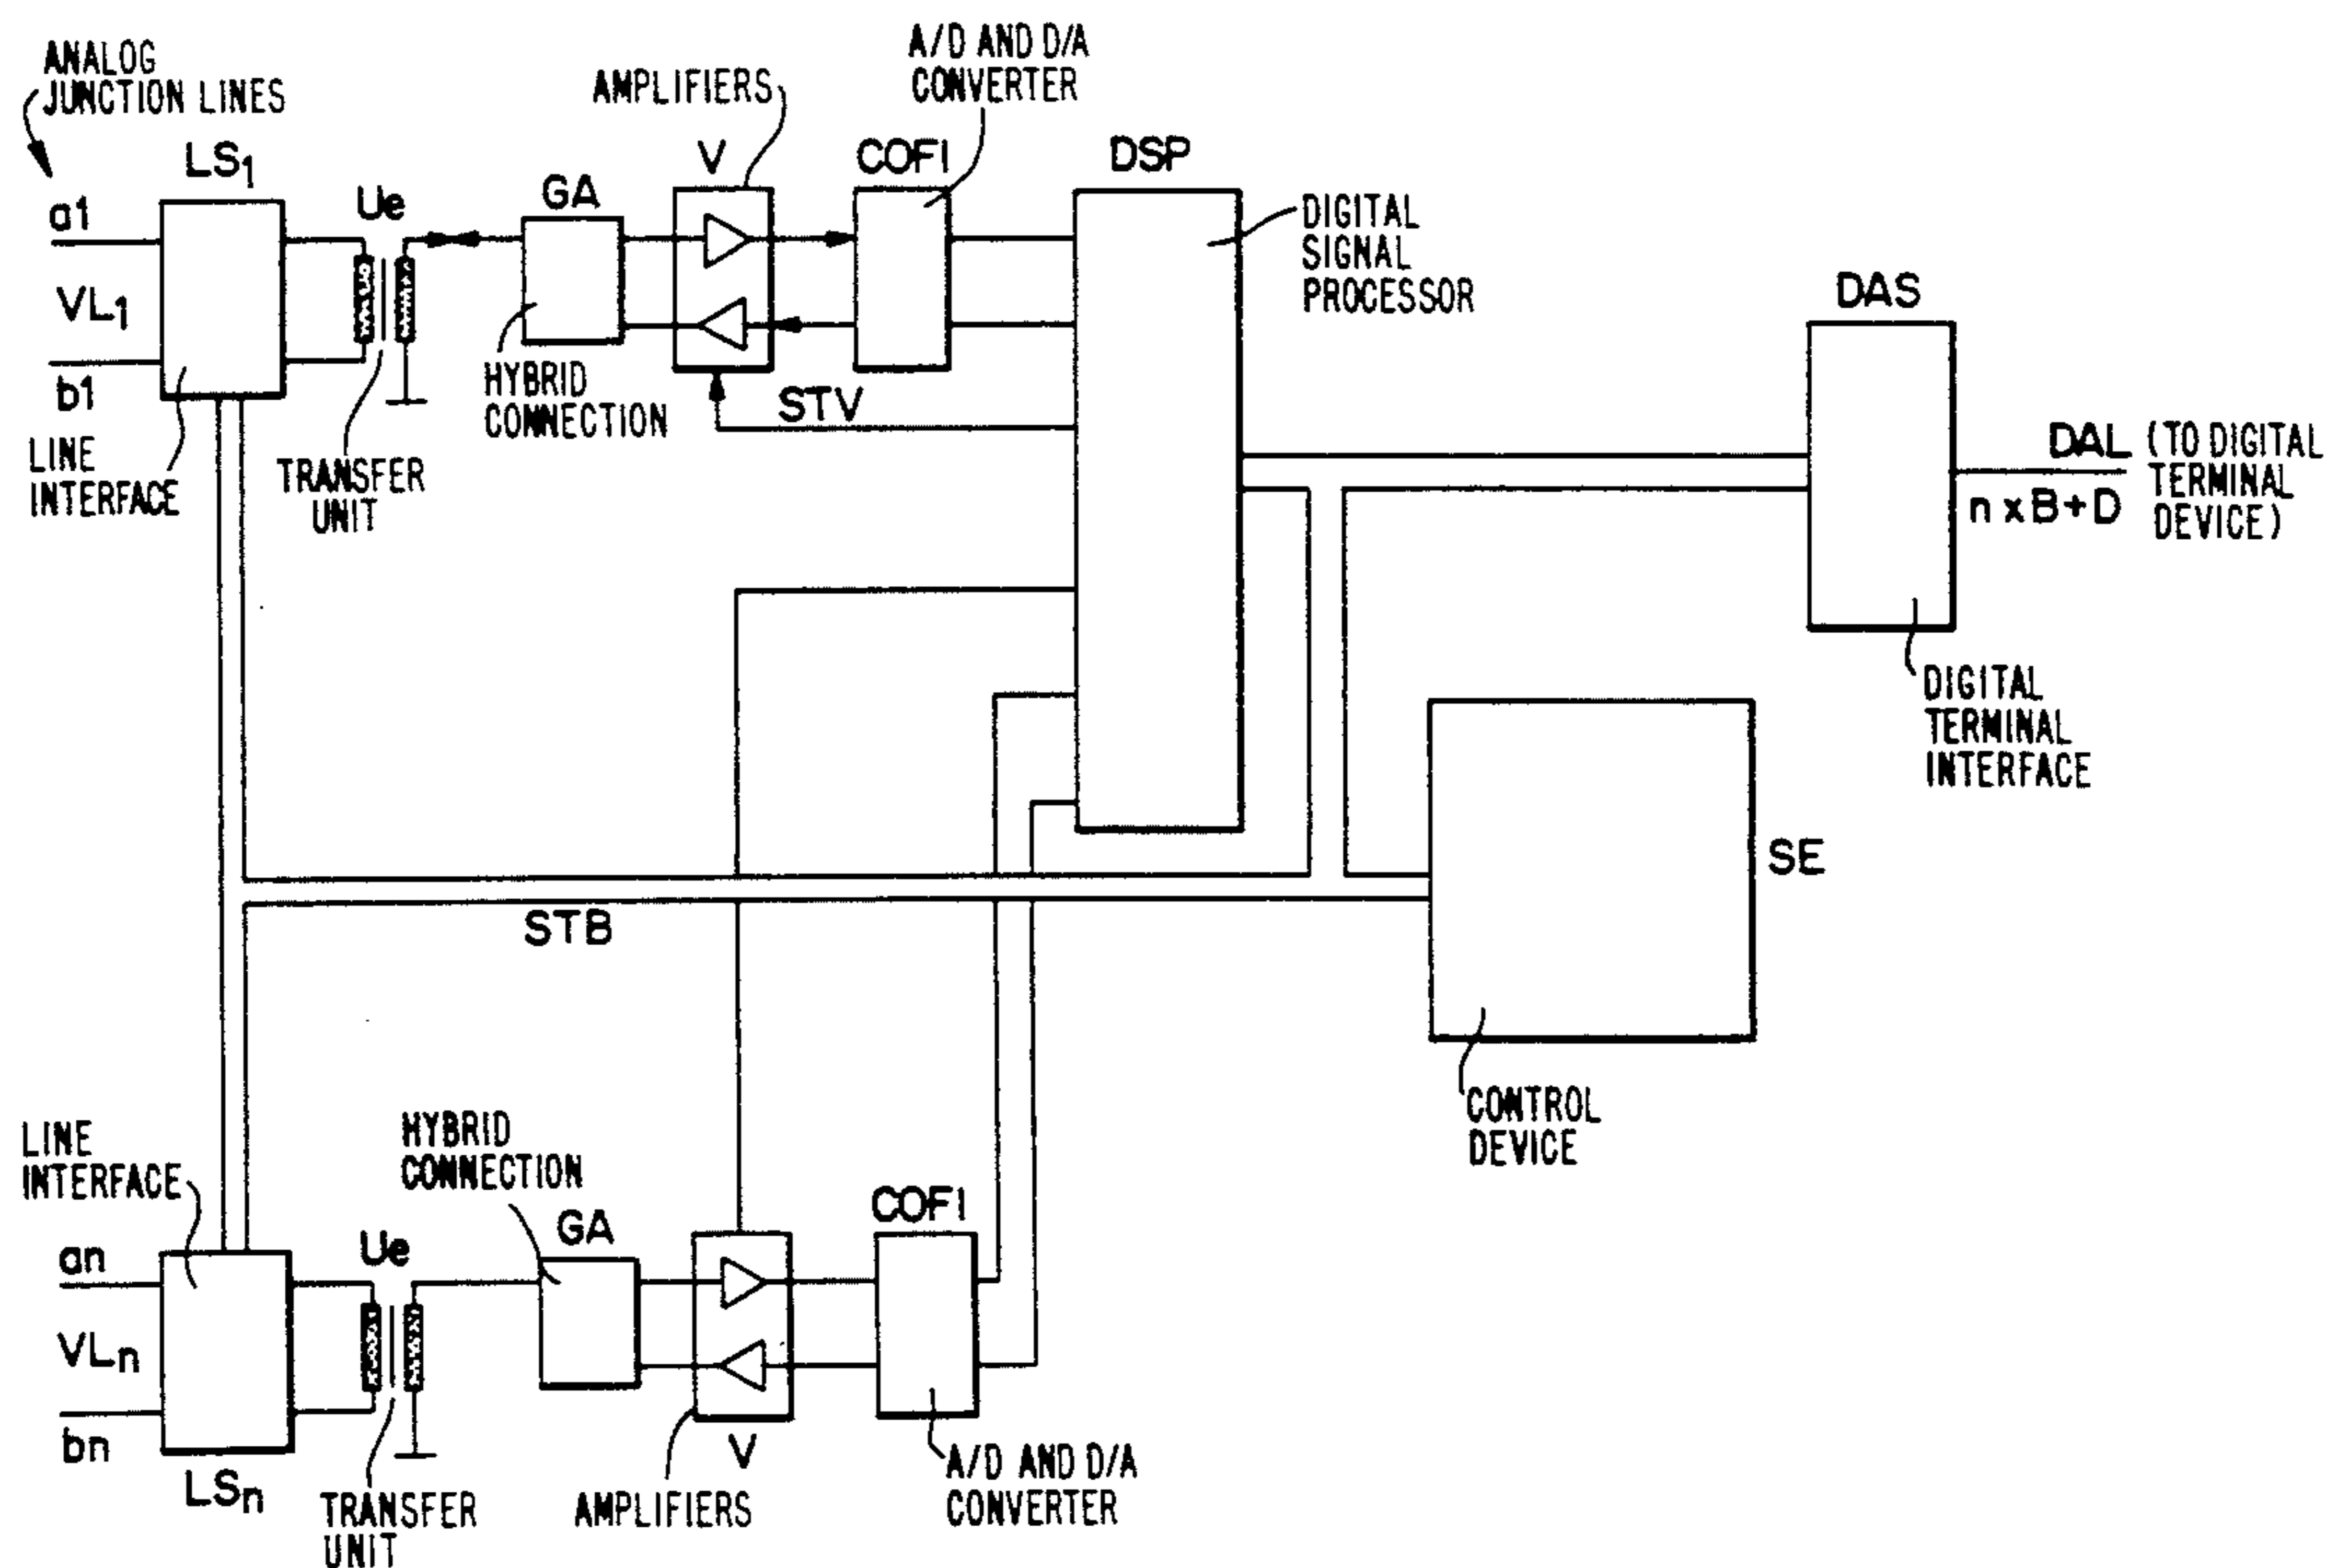 ANALOG
JUNCTION LINES
AMPLIFIERS
A/D AND D/A
CONVERTER
LS1
Ue
GA
V
COFI
DSP
a1
VL1
b1
DIGITAL
SIGNAL
PROCESSOR
DAS
HYBRID
CONNECTION
STV
LINE
INTERFACE
TRANSFER
UNIT
DAL (TO DIGITAL
TERMINAL
DEVICE)
n x B+D
DIGITAL
TERMINAL
INTERFACE
SE
STB
CONTROL
DEVICE
LINE
INTERFACE
HYBRID
CONNECTION
an
VLn
bn
Ue
GA
COFI
LSn
V
TRANSFER
UNIT
AMPLIFIERS
A/D AND D/A
CONVERTER